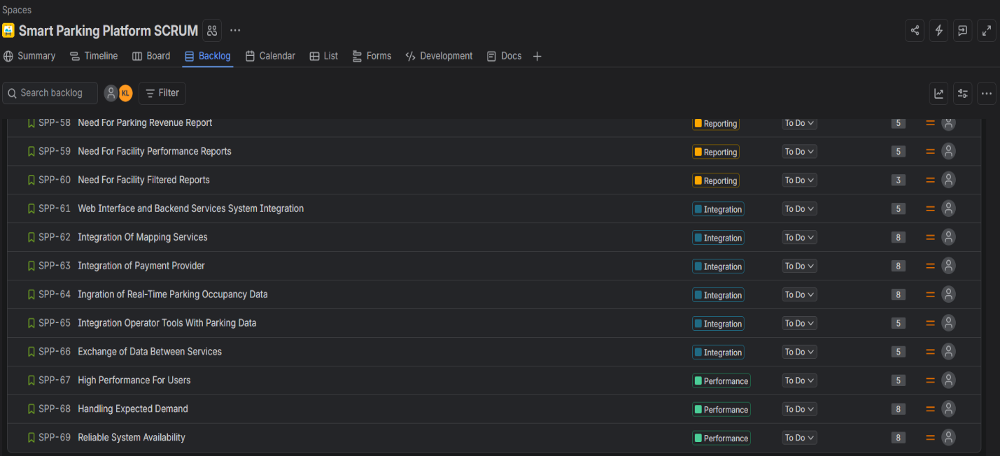 Spaces
Smart Parking Platform SCRUM
Summary Timeline Board Backlog Calendar List Forms Development Docs
Search backlog KL Filter
SPP-58 Need For Parking Revenue Report Reporting To Do 5
SPP-59 Need For Facility Performance Reports Reporting To Do 5
SPP-60 Need For Facility Filtered Reports Reporting To Do 3
SPP-61 Web Interface and Backend Services System Integration Integration To Do 5
SPP-62 Integration Of Mapping Services Integration To Do 8
SPP-63 Integration of Payment Provider Integration To Do 8
SPP-64 Ingration of Real-Time Parking Occupancy Data Integration To Do 8
SPP-65 Integration Operator Tools With Parking Data Integration To Do 5
SPP-66 Exchange of Data Between Services Integration To Do 5
SPP-67 High Performance For Users Performance To Do 5
SPP-68 Handling Expected Demand Performance To Do 8
SPP-69 Reliable System Availability Performance To Do 8